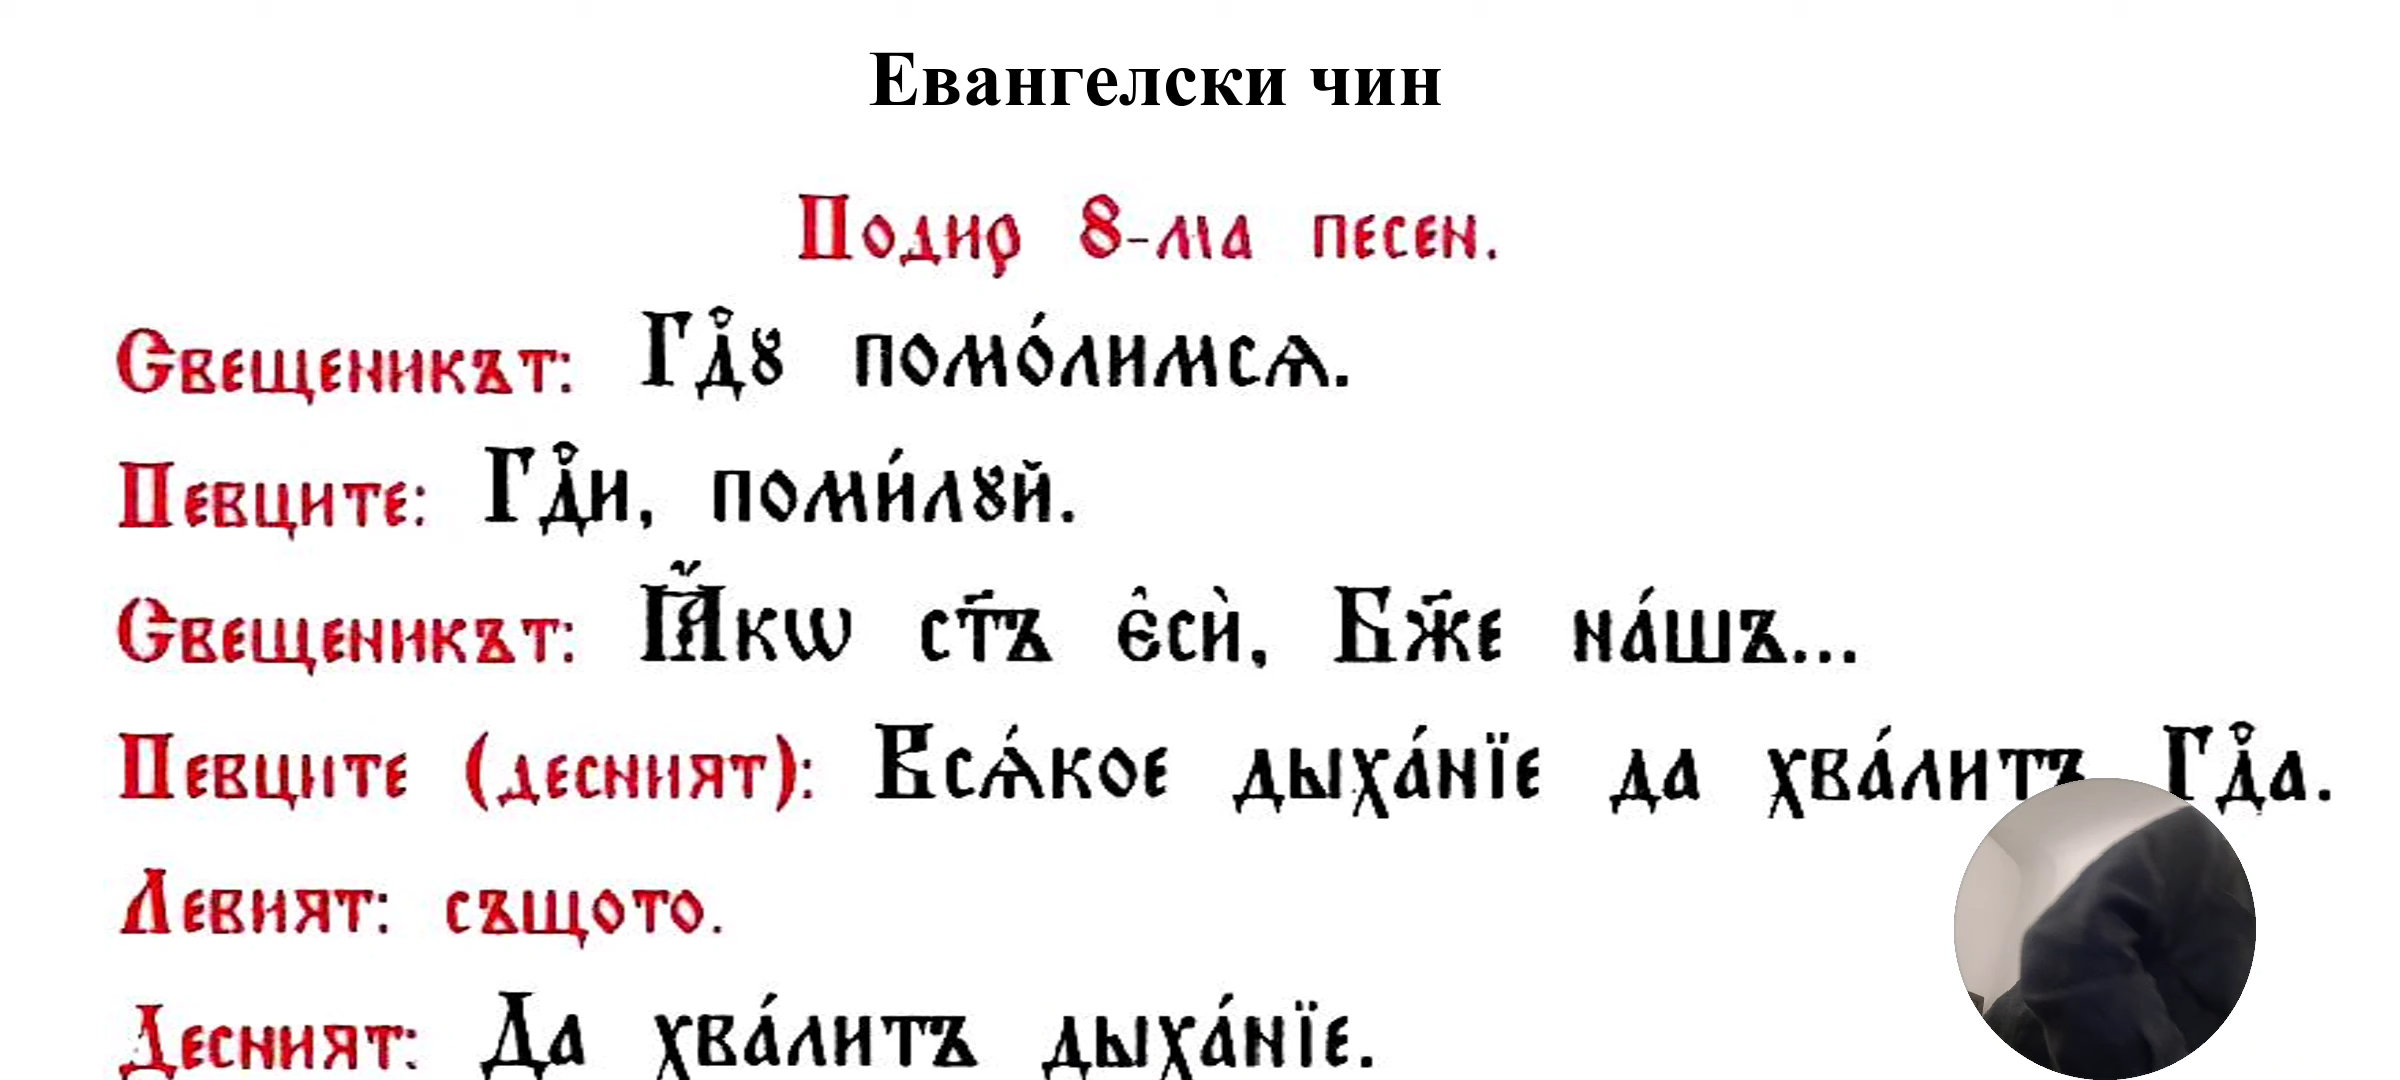 Евангелски чин
Подир 8-ма песен.
Свещеникът: Гдⷭ҇ꙋ помо́лимсѧ.
Певците: Гдⷭ҇и, поми́лꙋй.
Свещеникът: Ꙗ҆́кѡ ст҃ъ є҆сѝ, Бж҃е на́шъ...
Певците (десният): Всѧ́кое дыха́нїе да хва́литъ Гдⷭ҇а.
Левият: същото.
Десният: Да хва́литъ дыха́нїе.